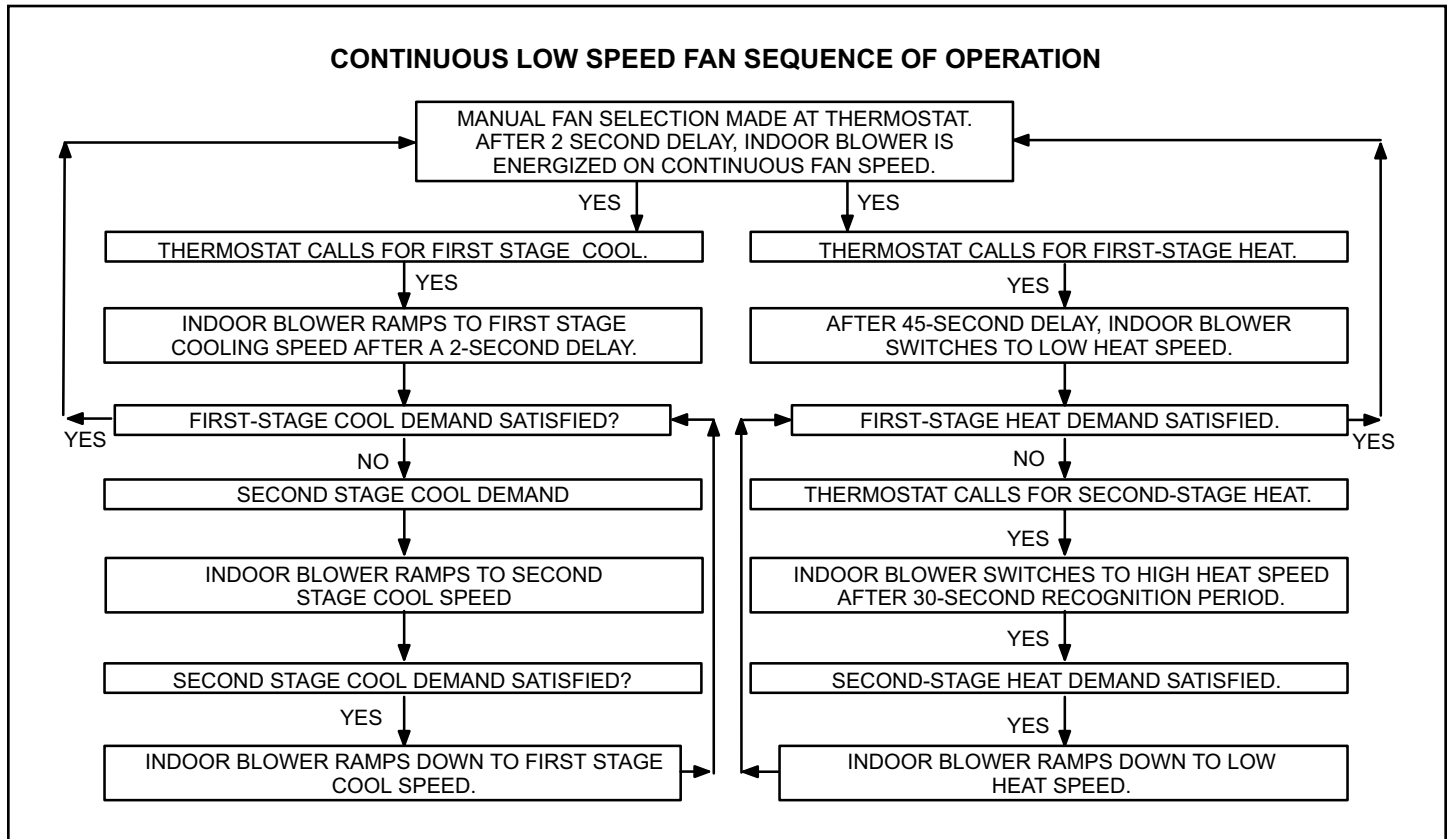 CONTINUOUS LOW SPEED FAN SEQUENCE OF OPERATION
MANUAL FAN SELECTION MADE AT THERMOSTAT.
AFTER 2 SECOND DELAY, INDOOR BLOWER IS
ENERGIZED ON CONTINUOUS FAN SPEED.
YES
YES
THERMOSTAT CALLS FOR FIRST STAGE COOL.
YES
INDOOR BLOWER RAMPS TO FIRST STAGE
COOLING SPEED AFTER A 2-SECOND DELAY.
FIRST-STAGE COOL DEMAND SATISFIED?
YES
NO
SECOND STAGE COOL DEMAND
INDOOR BLOWER RAMPS TO SECOND
STAGE COOL SPEED
SECOND STAGE COOL DEMAND SATISFIED?
YES
INDOOR BLOWER RAMPS DOWN TO FIRST STAGE
COOL SPEED.
THERMOSTAT CALLS FOR FIRST-STAGE HEAT.
YES
AFTER 45-SECOND DELAY, INDOOR BLOWER
SWITCHES TO LOW HEAT SPEED.
FIRST-STAGE HEAT DEMAND SATISFIED.
YES
NO
THERMOSTAT CALLS FOR SECOND-STAGE HEAT.
YES
INDOOR BLOWER SWITCHES TO HIGH HEAT SPEED
AFTER 30-SECOND RECOGNITION PERIOD.
YES
SECOND-STAGE HEAT DEMAND SATISFIED.
YES
INDOOR BLOWER RAMPS DOWN TO LOW
HEAT SPEED.